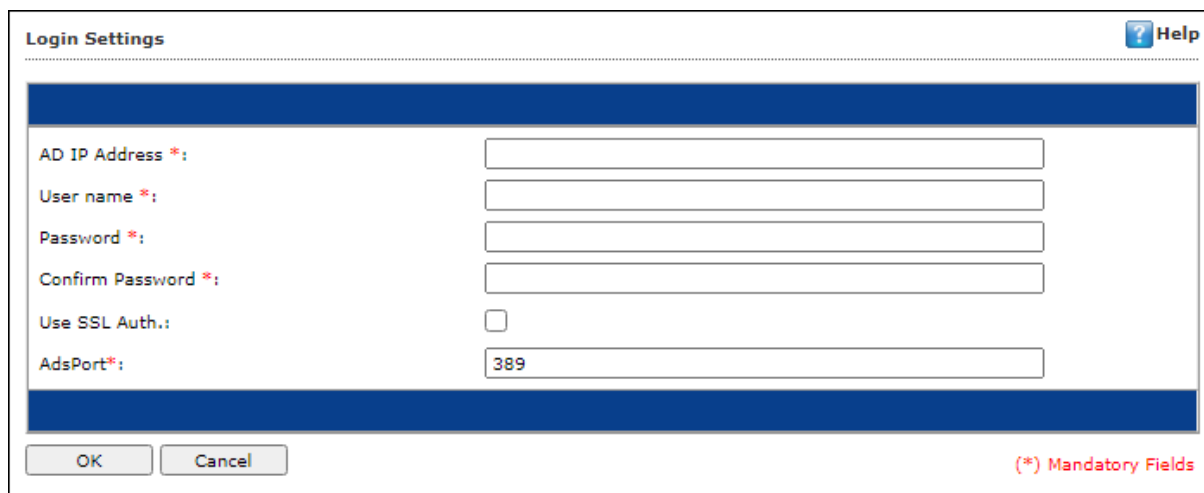 Login Settings
? Help
AD IP Address *:
User name *:
Password *:
Confirm Password *:
Use SSL Auth.:
AdsPort*:
389
OK
Cancel
(*) Mandatory Fields